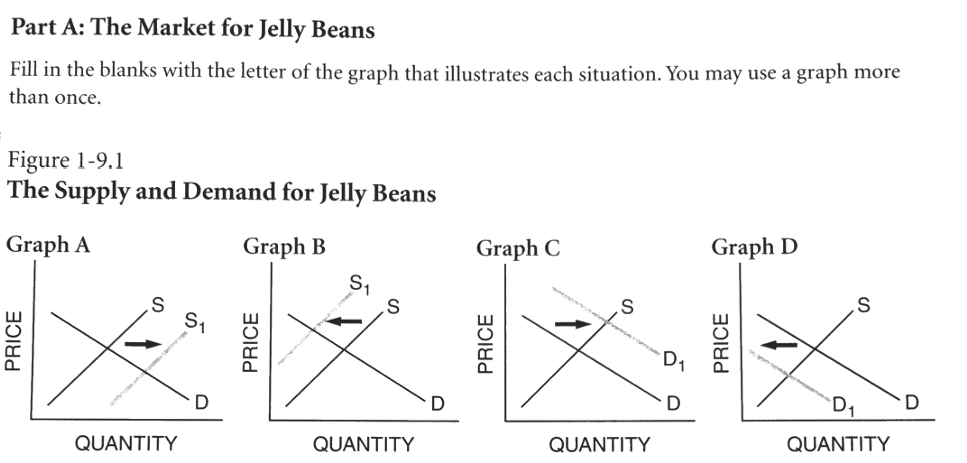 Part A: The Market for Jelly Beans
Fill in the blanks with the letter of the graph that illustrates each situation. You may use a graph more
than once.
Figure 1-9.1
The Supply and Demand for Jelly Beans
Graph A
Graph B
Graph C
Graph D
PRICE
S
S1
D
QUANTITY
PRICE
S1
S
D
QUANTITY
PRICE
S
D1
D
QUANTITY
PRICE
S
D1
D
QUANTITY